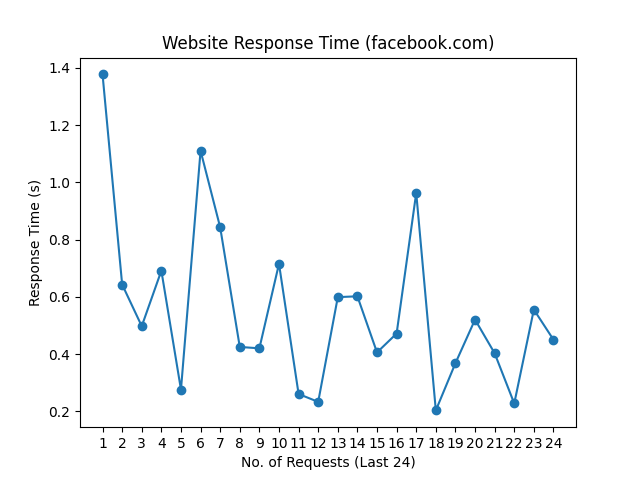 Website Response Time (facebook.com)
Response Time (s)
1.4
1.2
1.0
0.8
0.6
0.4
0.2
1 2 3 4 5 6 7 8 9 10 11 12 13 14 15 16 17 18 19 20 21 22 23 24
No. of Requests (Last 24)